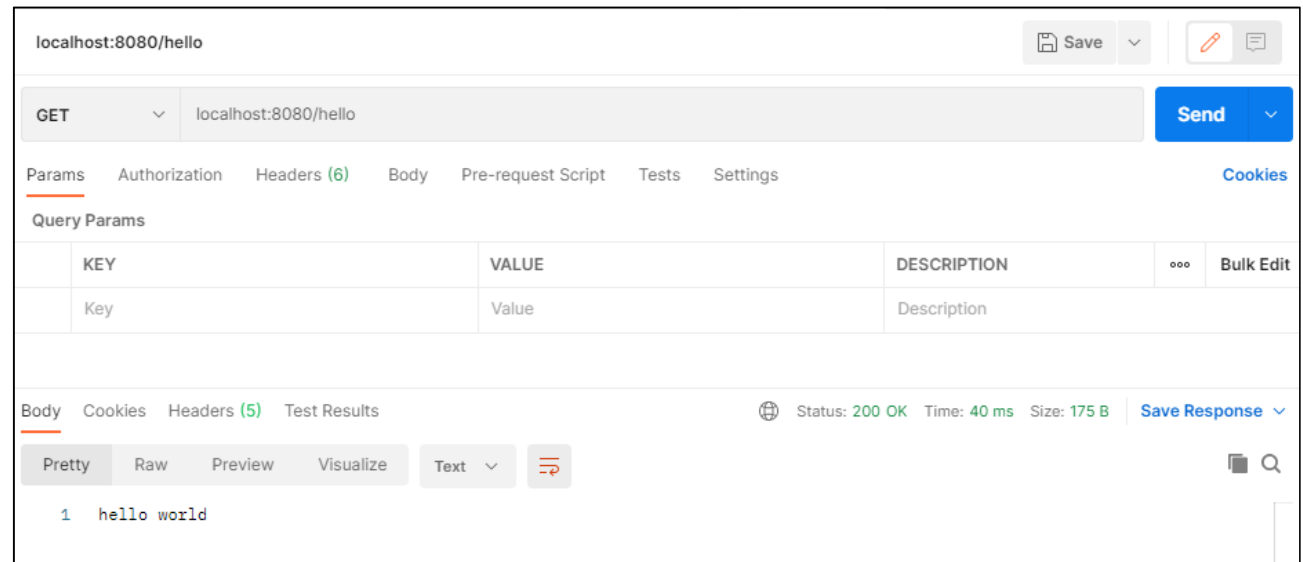 localhost:8080/hello Save
GET localhost:8080/hello Send
Params Authorization Headers (6) Body Pre-request Script Tests Settings Cookies
Query Params
KEY VALUE DESCRIPTION ooo Bulk Edit
Key Value Description
Body Cookies Headers (5) Test Results Status: 200 OK Time: 40 ms Size: 175 B Save Response
Pretty Raw Preview Visualize Text
1 hello world